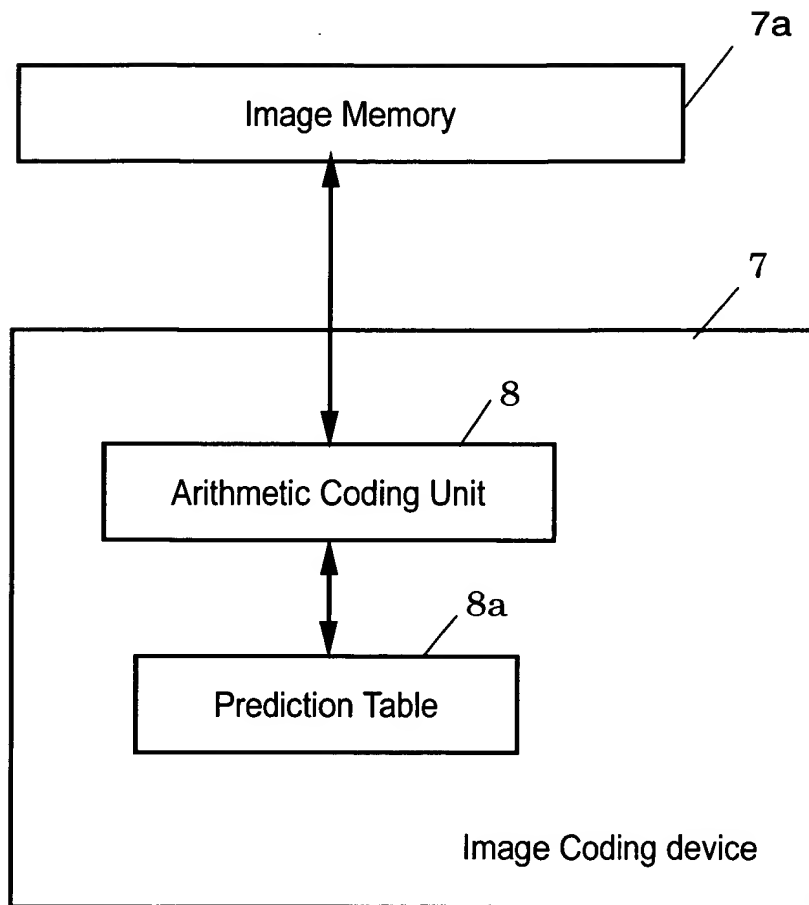 7a
Image Memory
7
8
Arithmetic Coding Unit
8a
Prediction Table
Image Coding device